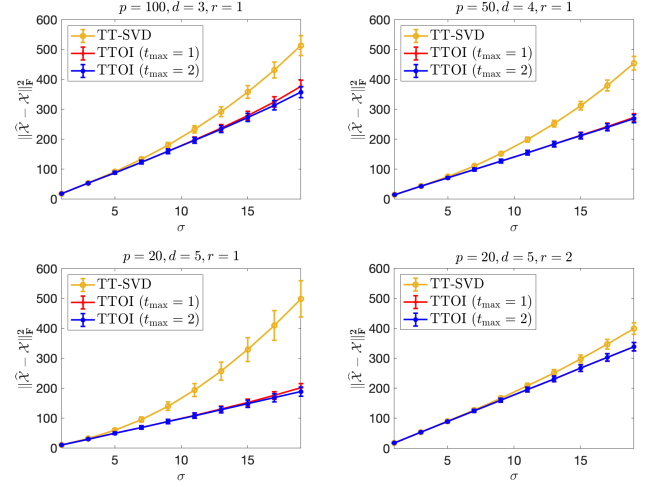 p = 100, d = 3, r = 1
600
500
400
300
200
100
0
5
10
15
σ
‖X̂ − X‖²_F
TT-SVD
TTOI (t_max = 1)
TTOI (t_max = 2)
p = 50, d = 4, r = 1
600
500
400
300
200
100
0
5
10
15
σ
‖X̂ − X‖²_F
TT-SVD
TTOI (t_max = 1)
TTOI (t_max = 2)
p = 20, d = 5, r = 1
600
500
400
300
200
100
0
5
10
15
σ
‖X̂ − X‖²_F
TT-SVD
TTOI (t_max = 1)
TTOI (t_max = 2)
p = 20, d = 5, r = 2
600
500
400
300
200
100
0
5
10
15
σ
‖X̂ − X‖²_F
TT-SVD
TTOI (t_max = 1)
TTOI (t_max = 2)